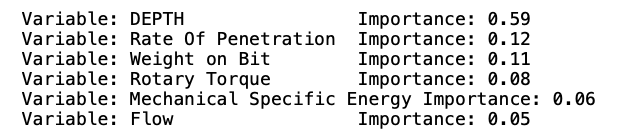 Variable: DEPTH                Importance: 0.59
Variable: Rate Of Penetration  Importance: 0.12
Variable: Weight on Bit        Importance: 0.11
Variable: Rotary Torque        Importance: 0.08
Variable: Mechanical Specific Energy Importance: 0.06
Variable: Flow                 Importance: 0.05